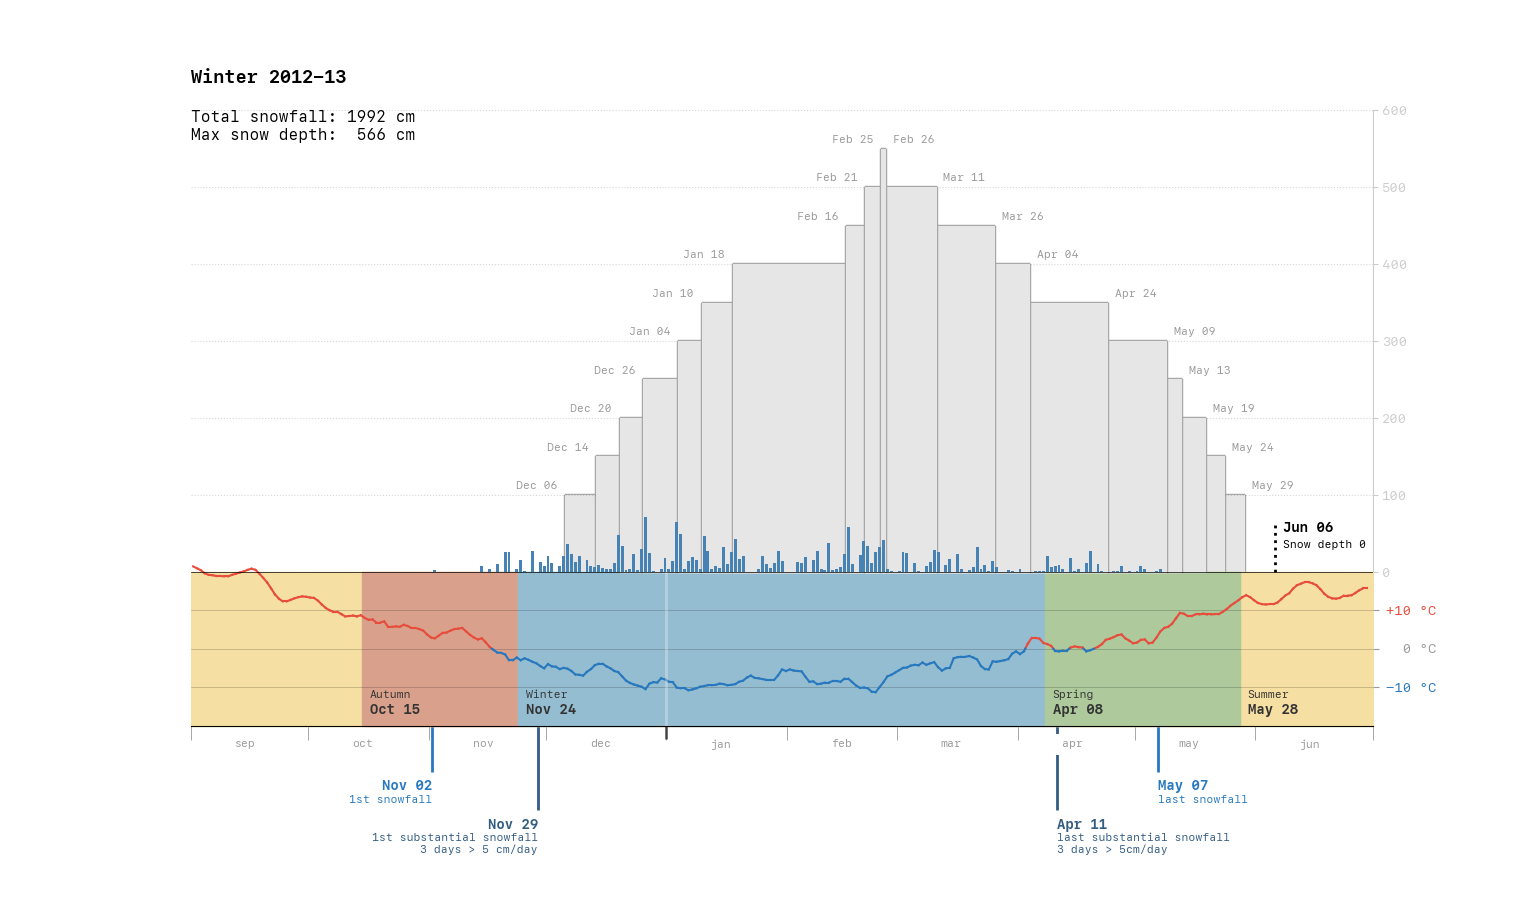 Winter 2012–13
Total snowfall: 1992 cm
Max snow depth:  566 cm
600
Feb 25 Feb 26
Feb 21 Mar 11
500
Feb 16 Mar 26
Jan 18 Apr 04
400
Jan 10 Apr 24
Jan 04 May 09
300
Dec 26 May 13
Dec 20 May 19
200
Dec 14 May 24
Dec 06 May 29
100
Jun 06
Snow depth 0
0
+10 °C
0 °C
−10 °C
Autumn Winter Spring Summer
Oct 15 Nov 24 Apr 08 May 28
sep oct nov dec jan feb mar apr may jun
Nov 02
1st snowfall
May 07
last snowfall
Nov 29
1st substantial snowfall
3 days > 5 cm/day
Apr 11
last substantial snowfall
3 days > 5cm/day